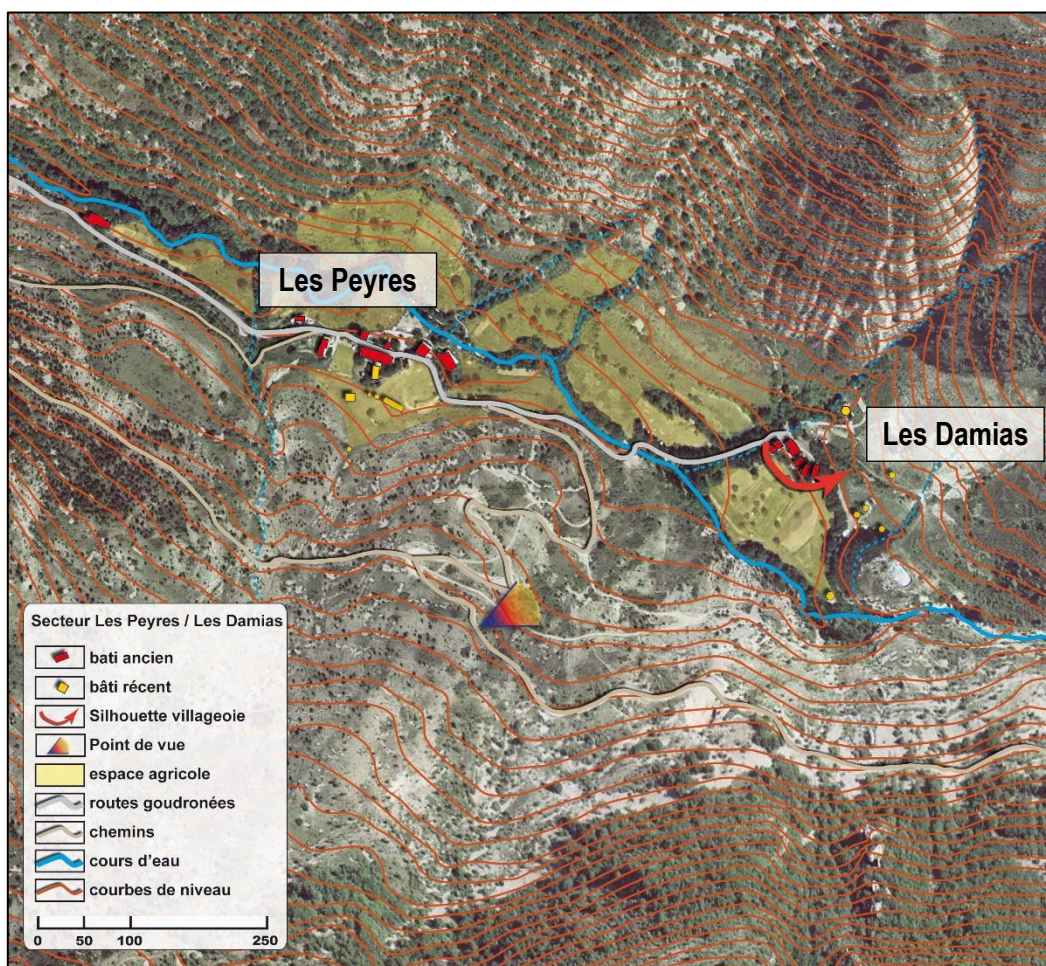 Les Peyres
Les Damias
Secteur Les Peyres / Les Damias
bati ancien
bâti récent
Silhouette villageoie
Point de vue
espace agricole
routes goudronées
chemins
cours d'eau
courbes de niveau
0 50 100 250